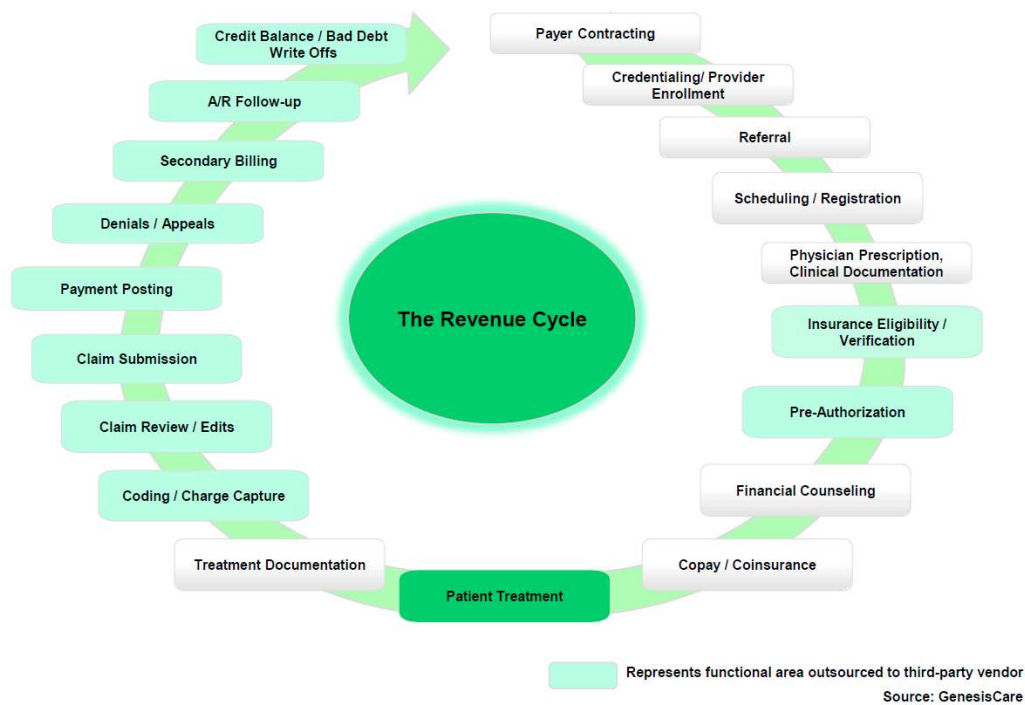 Payer Contracting
Credentialing/ Provider
Enrollment
Referral
Scheduling / Registration
Physician Prescription,
Clinical Documentation
Insurance Eligibility /
Verification
Pre-Authorization
Financial Counseling
Copay / Coinsurance
Patient Treatment
Treatment Documentation
Coding / Charge Capture
Claim Review / Edits
Claim Submission
Payment Posting
Denials / Appeals
Secondary Billing
A/R Follow-up
Credit Balance / Bad Debt
Write Offs
The Revenue Cycle
Represents functional area outsourced to third-party vendor
Source: GenesisCare